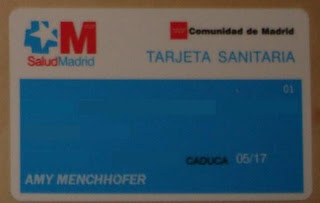 M
SaludMadrid
Comunidad de Madrid
TARJETA SANITARIA
01
CADUCA 05/17
AMY MENCHHOFER